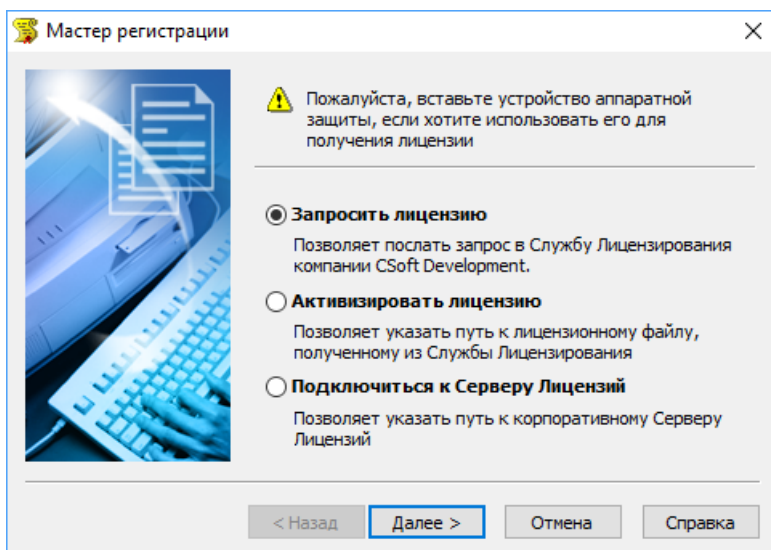 Мастер регистрации
Пожалуйста, вставьте устройство аппаратной
защиты, если хотите использовать его для
получения лицензии
Запросить лицензию
Позволяет послать запрос в Службу Лицензирования
компании CSoft Development.
Активизировать лицензию
Позволяет указать путь к лицензионному файлу,
полученному из Службы Лицензирования
Подключиться к Серверу Лицензий
Позволяет указать путь к корпоративному Серверу
Лицензий
< Назад Далее > Отмена Справка